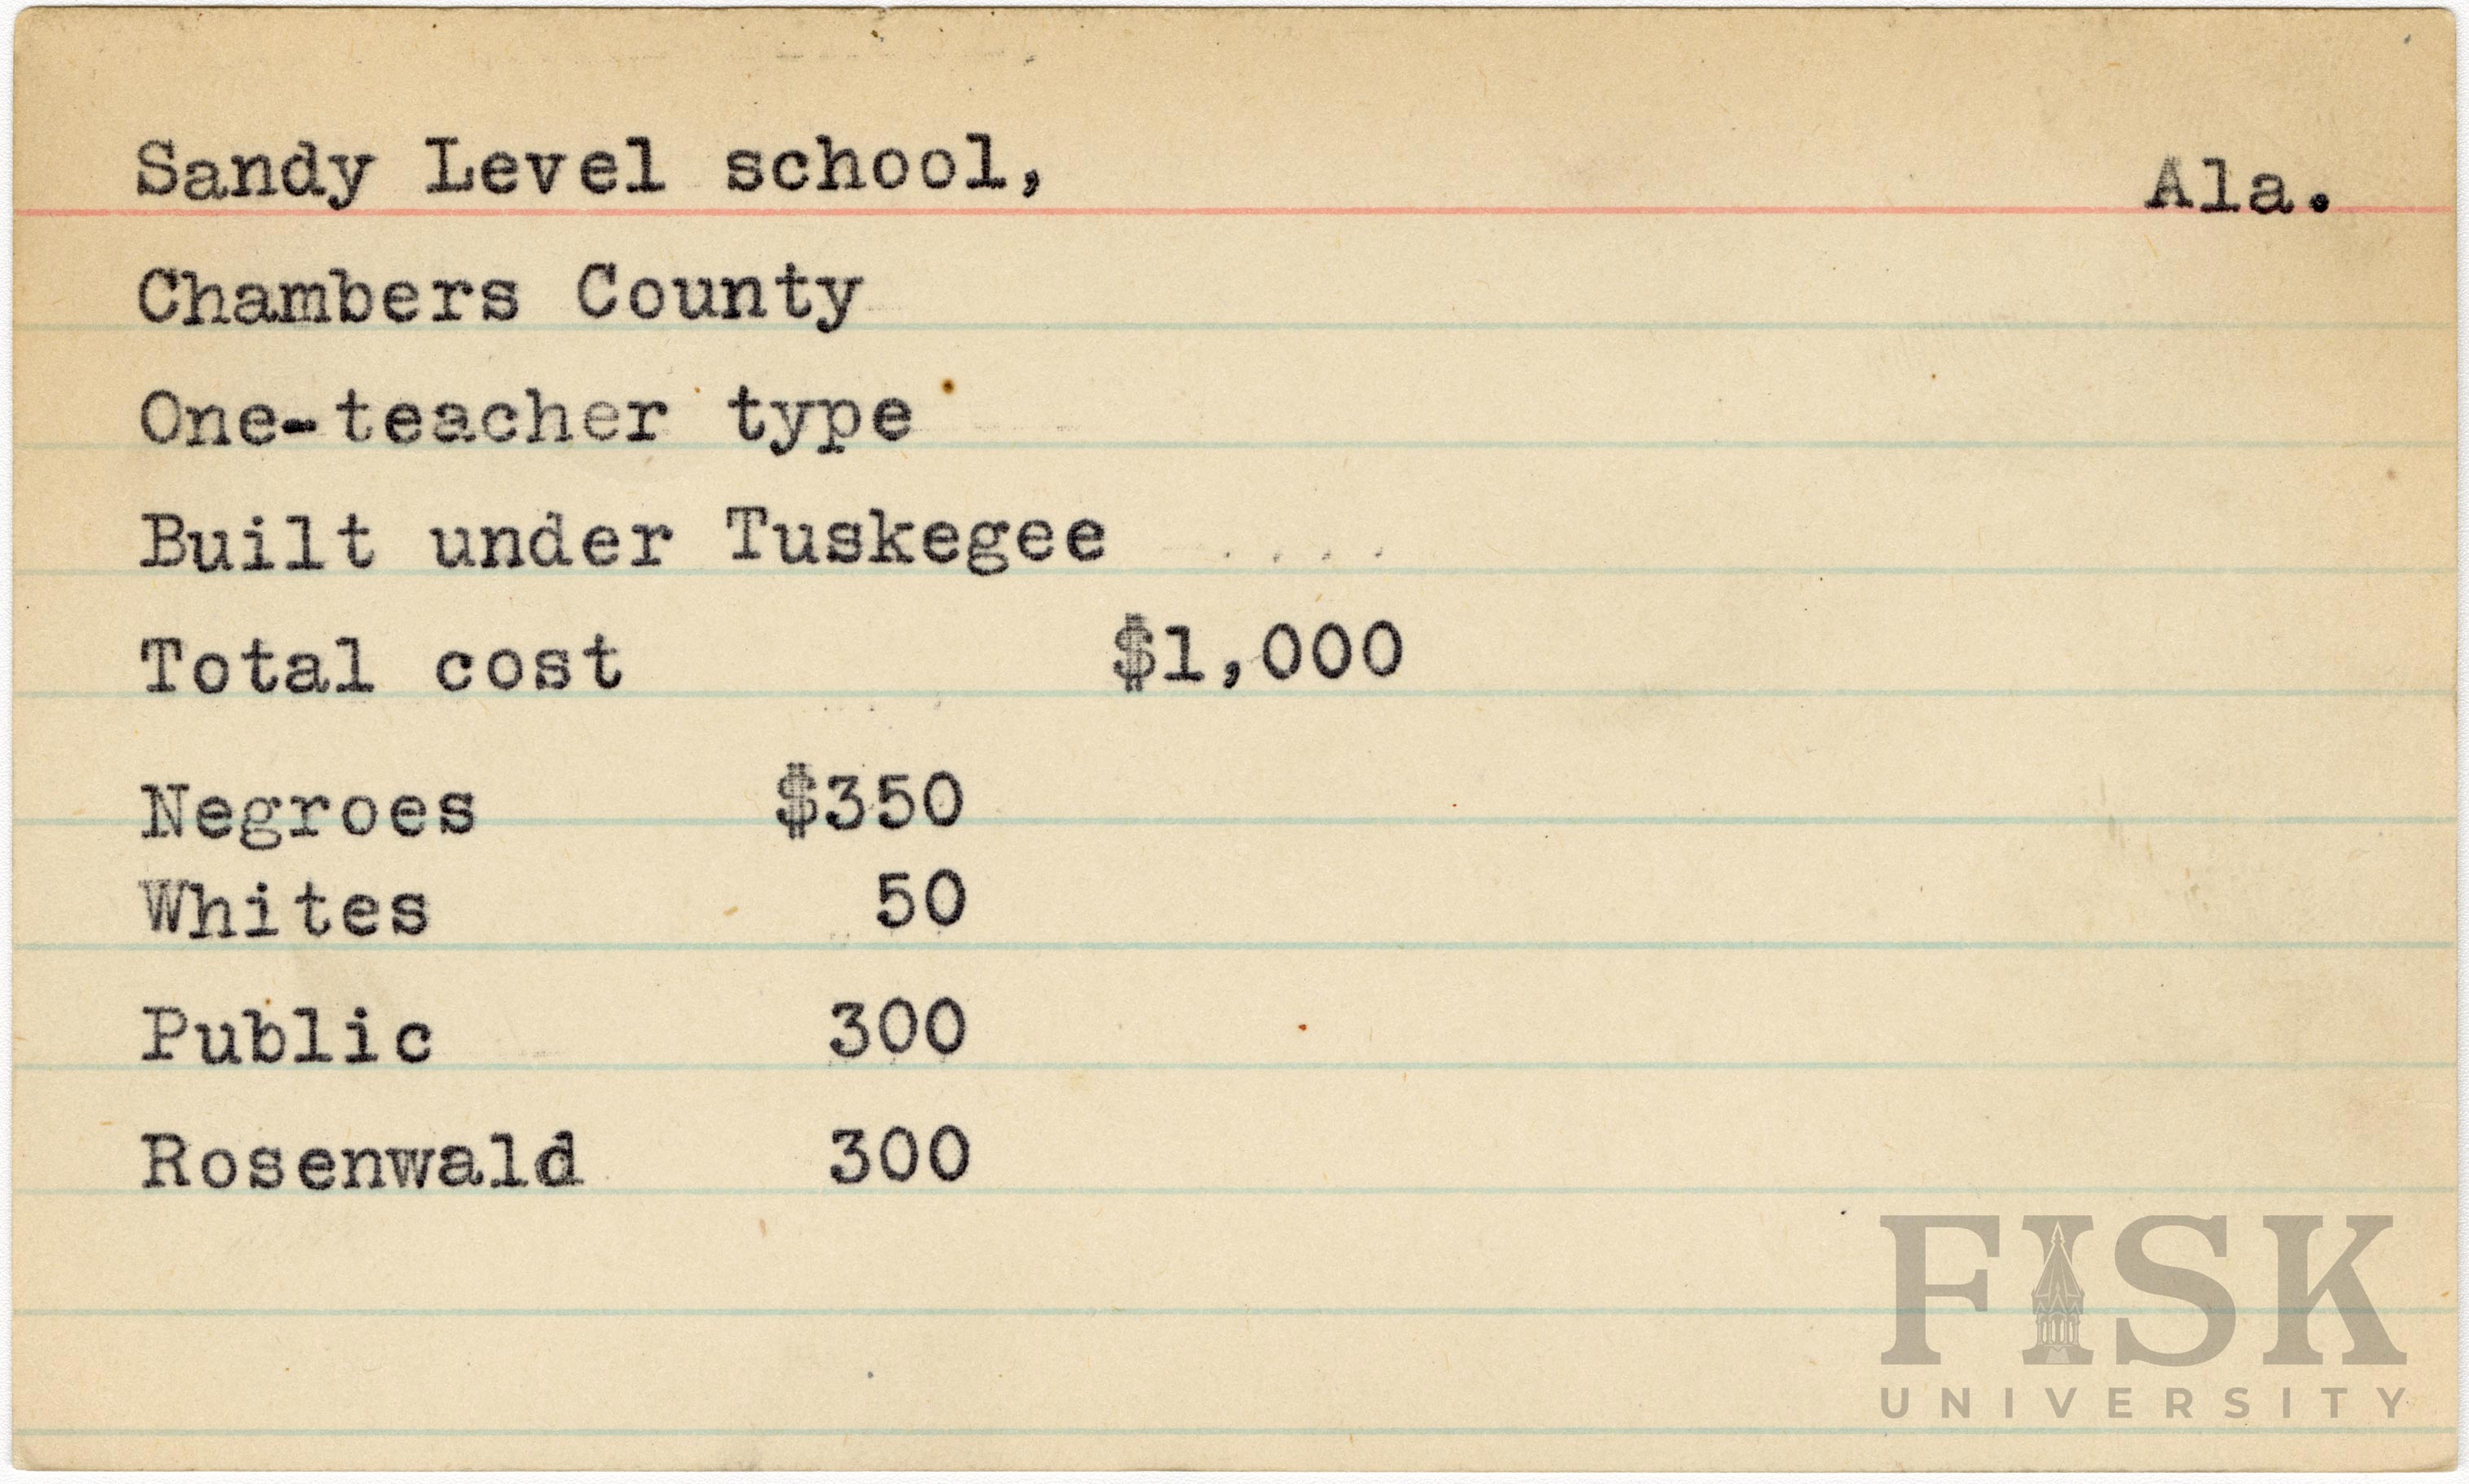 Sandy Level school, Ala.
Chambers County
One-teacher type
Built under Tuskegee
Total cost $1,000
Negroes $350
Whites 50
Public 300
Rosenwald 300
FISK
UNIVERSITY